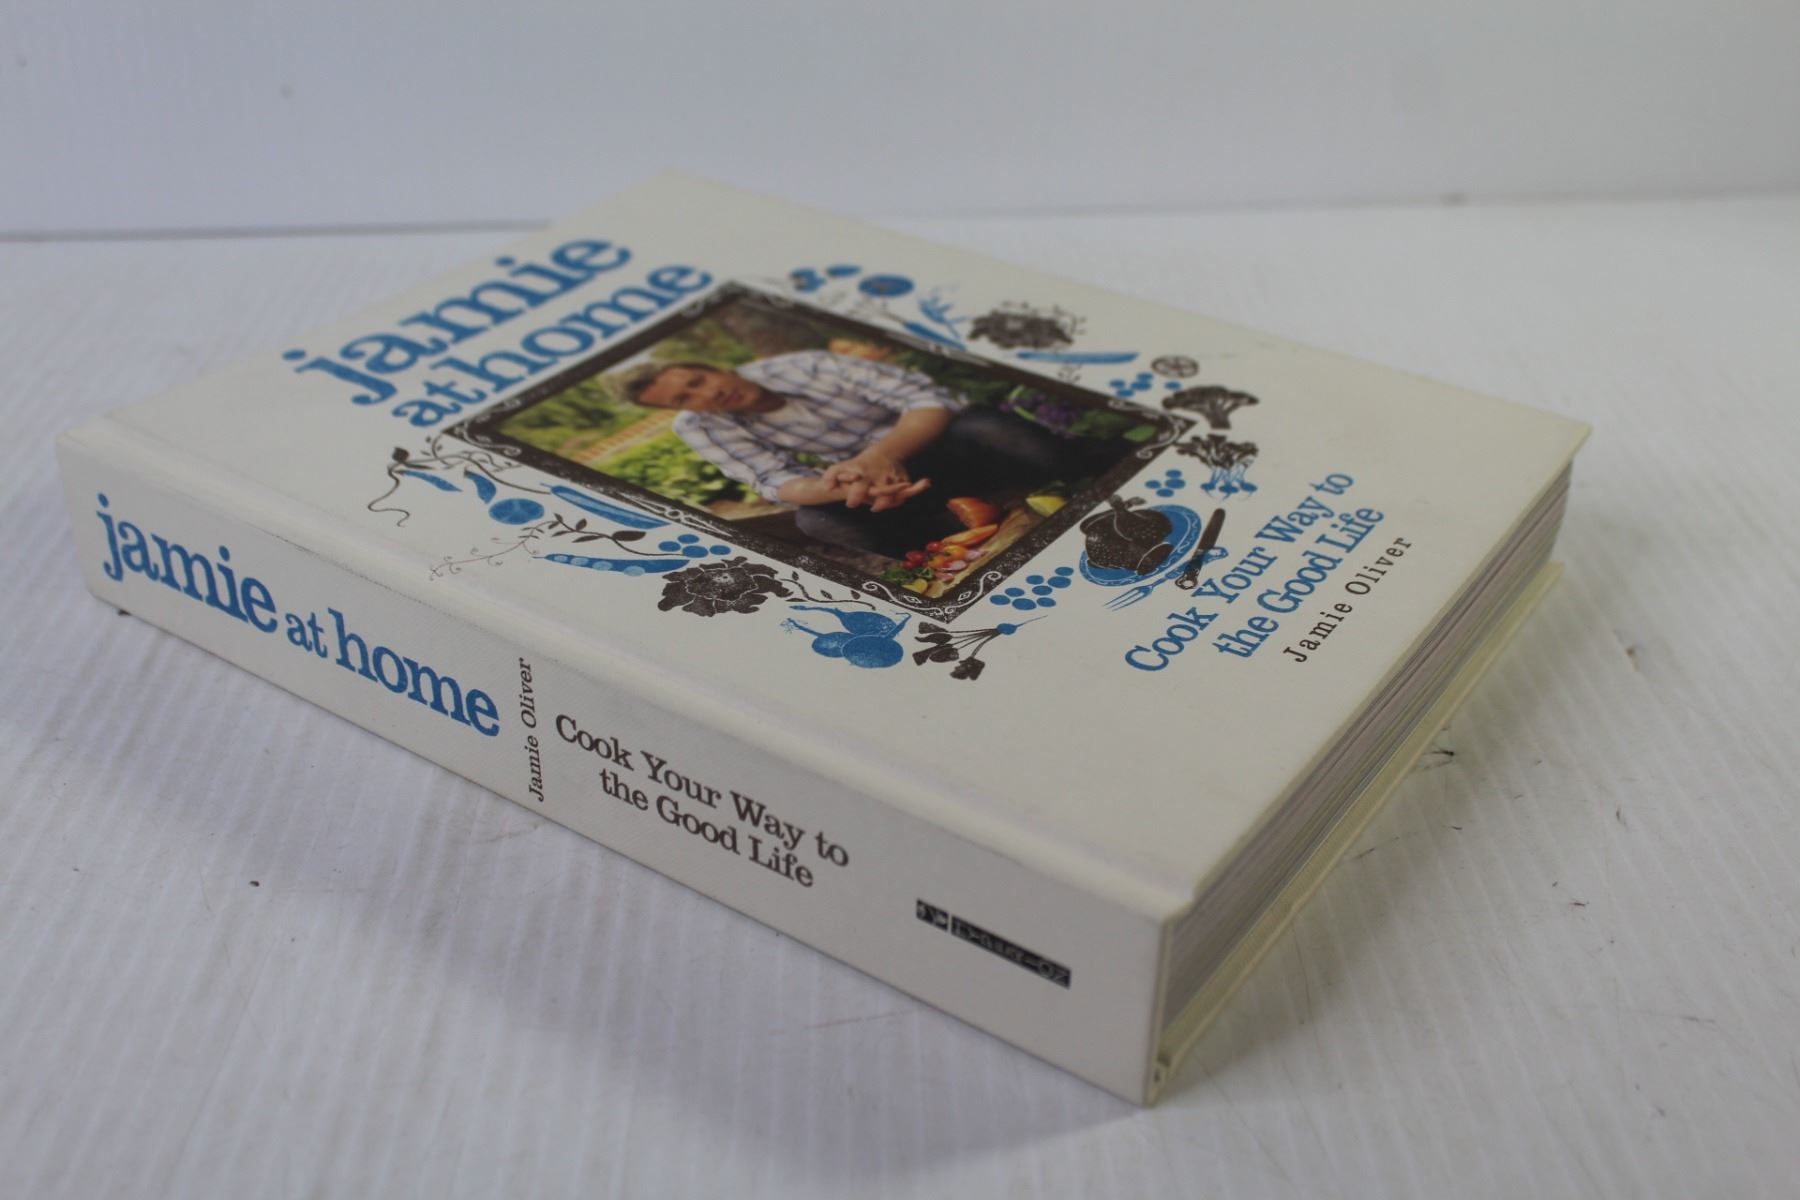 jamie
at home
Cook Your Way to
the Good Life
Jamie Oliver
jamie at home
Jamie Oliver
Cook Your Way to
the Good Life